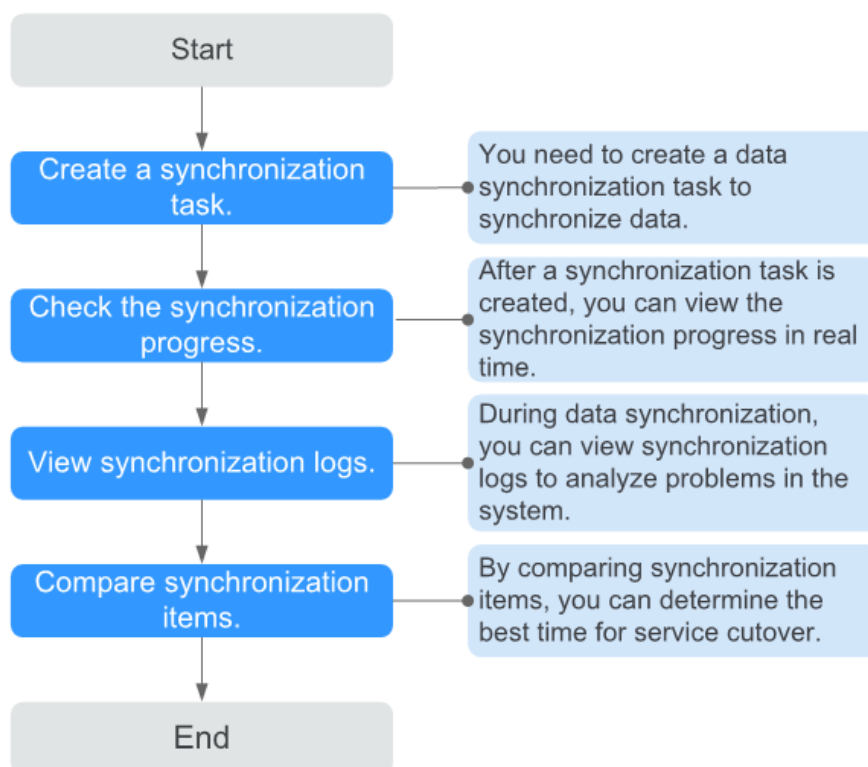 Start
Create a synchronization
task.
You need to create a data
synchronization task to
synchronize data.
Check the synchronization
progress.
After a synchronization task is
created, you can view the
synchronization progress in real
time.
View synchronization logs.
During data synchronization,
you can view synchronization
logs to analyze problems in the
system.
Compare synchronization
items.
By comparing synchronization
items, you can determine the
best time for service cutover.
End